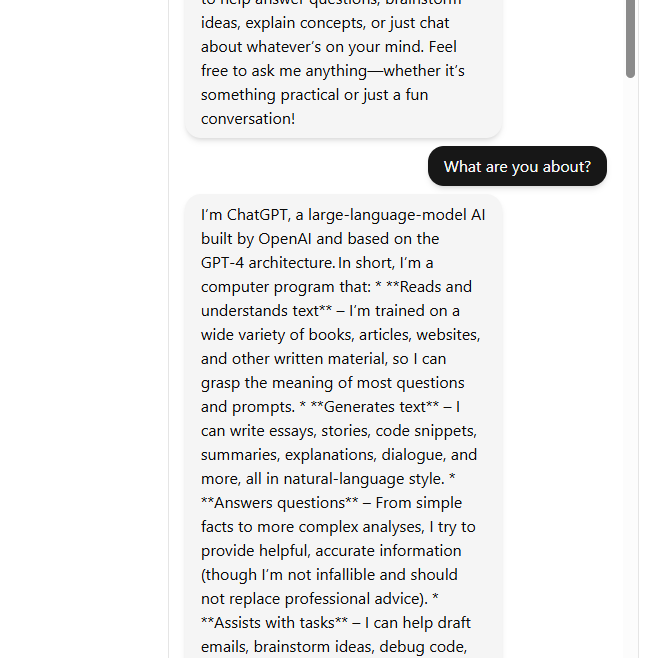 to help answer questions, brainstorm
ideas, explain concepts, or just chat
about whatever's on your mind. Feel
free to ask me anything—whether it's
something practical or just a fun
conversation!
What are you about?
I'm ChatGPT, a large-language-model AI
built by OpenAI and based on the
GPT-4 architecture. In short, I'm a
computer program that: * **Reads and
understands text** – I'm trained on a
wide variety of books, articles, websites,
and other written material, so I can
grasp the meaning of most questions
and prompts. * **Generates text** – I
can write essays, stories, code snippets,
summaries, explanations, dialogue, and
more, all in natural-language style. *
**Answers questions** – From simple
facts to more complex analyses, I try to
provide helpful, accurate information
(though I'm not infallible and should
not replace professional advice). *
**Assists with tasks** – I can help draft
emails, brainstorm ideas, debug code,